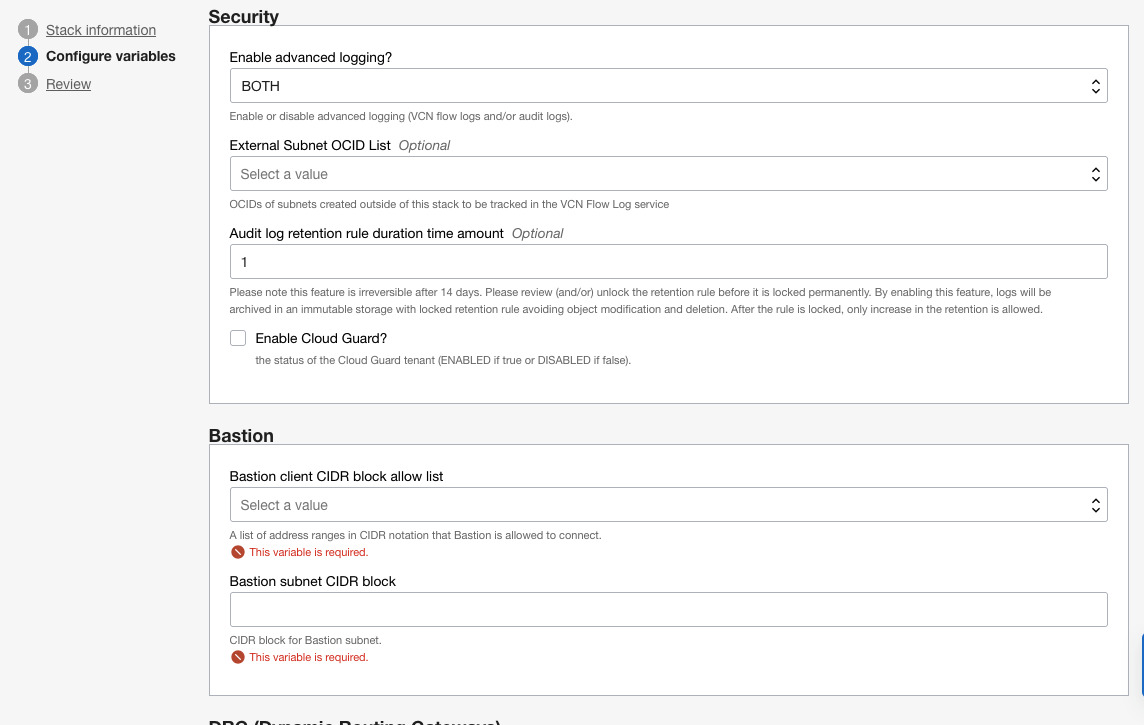 1 Stack information
2 Configure variables
3 Review
Security
Enable advanced logging?
BOTH
Enable or disable advanced logging (VCN flow logs and/or audit logs).
External Subnet OCID List Optional
Select a value
OCIDs of subnets created outside of this stack to be tracked in the VCN Flow Log service
Audit log retention rule duration time amount Optional
1
Please note this feature is irreversible after 14 days. Please review (and/or) unlock the retention rule before it is locked permanently. By enabling this feature, logs will be
archived in an immutable storage with locked retention rule avoiding object modification and deletion. After the rule is locked, only increase in the retention is allowed.
Enable Cloud Guard?
the status of the Cloud Guard tenant (ENABLED if true or DISABLED if false).
Bastion
Bastion client CIDR block allow list
Select a value
A list of address ranges in CIDR notation that Bastion is allowed to connect.
This variable is required.
Bastion subnet CIDR block
CIDR block for Bastion subnet.
This variable is required.
DRG (Dynamic Routing Gateways)